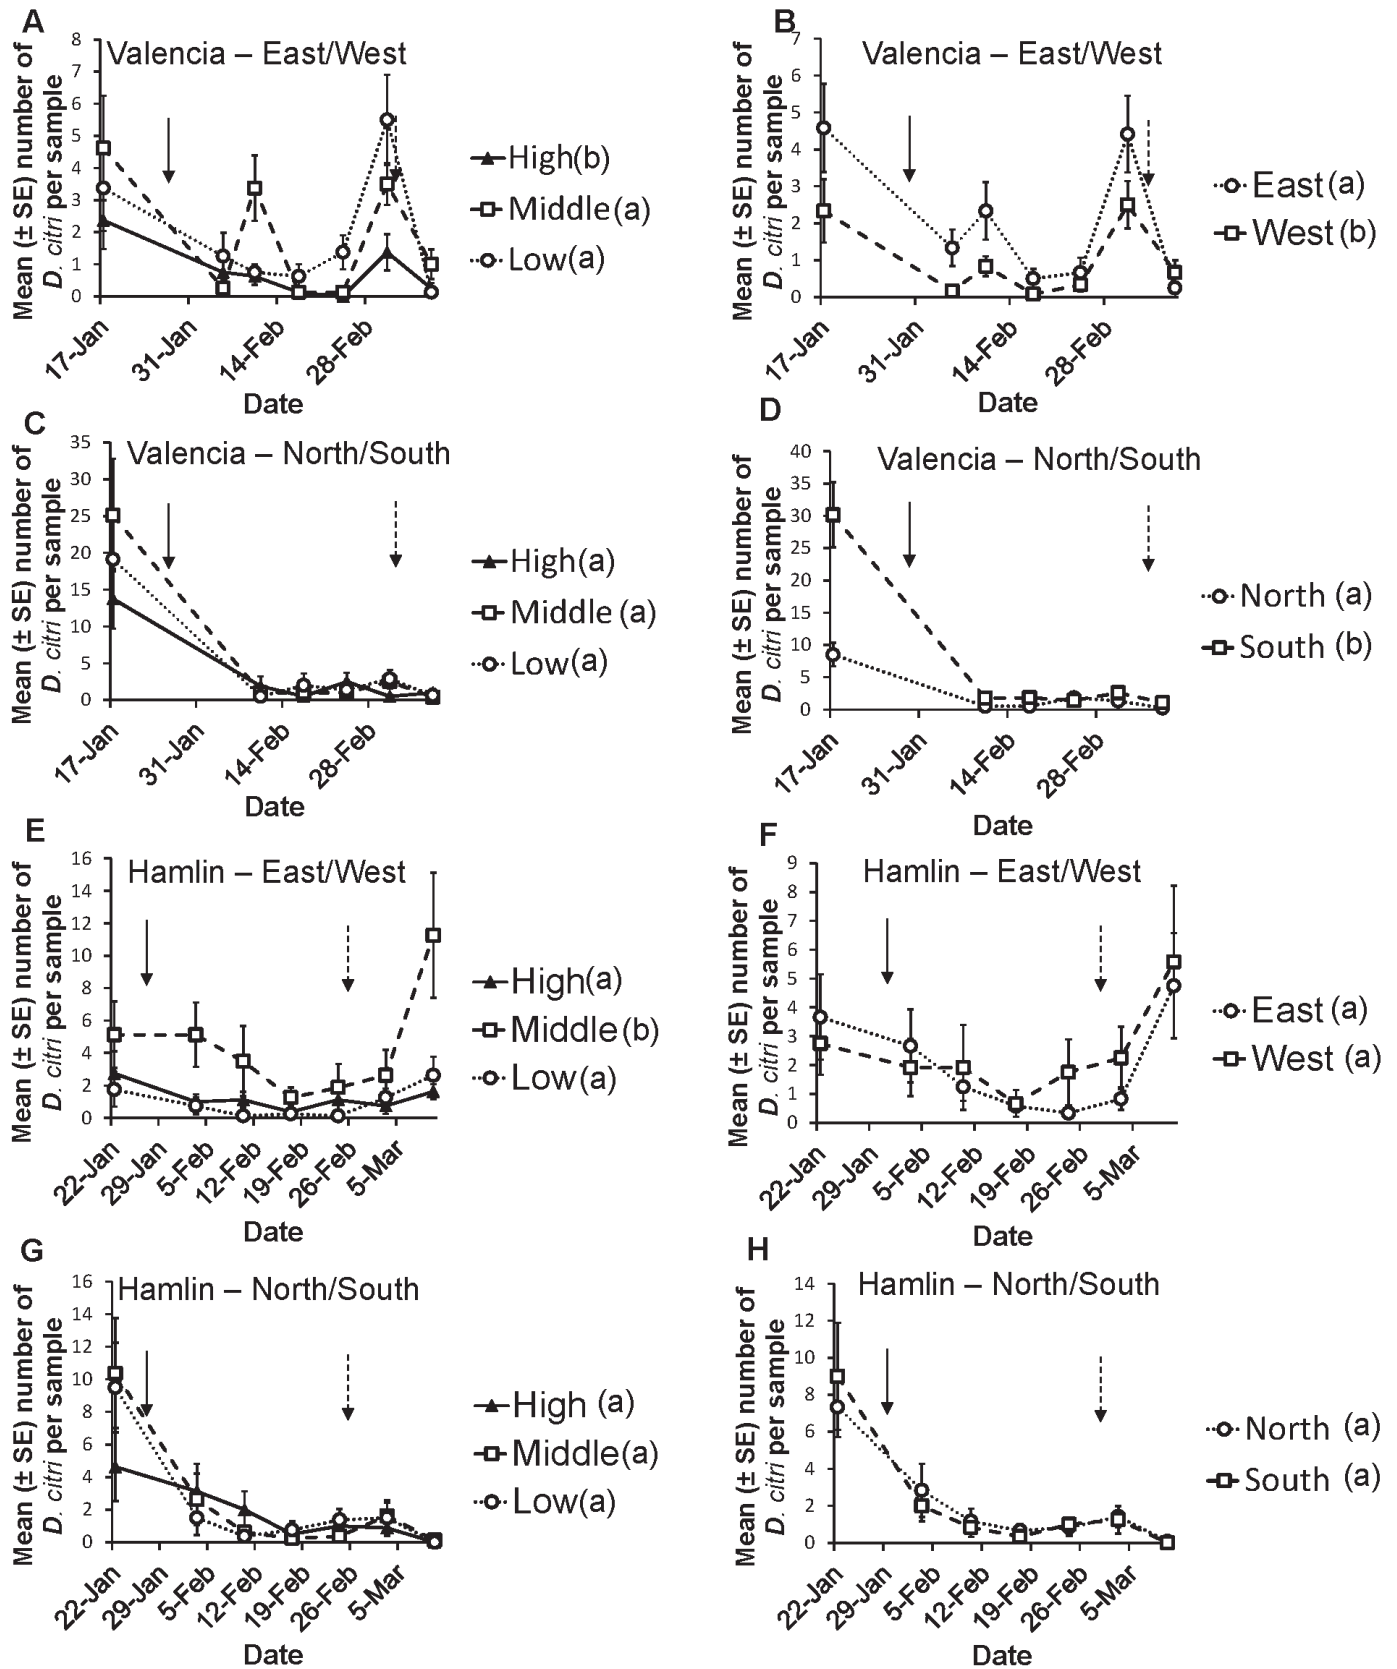 A
Valencia – East/West
Mean (± SE) number of
D. citri per sample
8
7
6
5
4
3
2
1
0
17-Jan
31-Jan
14-Feb
28-Feb
Date
High(b)
Middle(a)
Low(a)
B
Valencia – East/West
Mean (± SE) number of
D. citri per sample
7
6
5
4
3
2
1
0
17-Jan
31-Jan
14-Feb
28-Feb
Date
East(a)
West(b)
C
Valencia – North/South
Mean (± SE) number of
D. citri per sample
35
30
25
20
15
10
5
0
17-Jan
31-Jan
14-Feb
28-Feb
Date
High(a)
Middle(a)
Low(a)
D
Valencia – North/South
Mean (± SE) number of
D. citri per sample
40
35
30
25
20
15
10
5
0
17-Jan
31-Jan
14-Feb
28-Feb
Date
North (a)
South (b)
E
Hamlin – East/West
Mean (± SE) number of
D. citri per sample
16
14
12
10
8
6
4
2
0
22-Jan
29-Jan
5-Feb
12-Feb
19-Feb
26-Feb
5-Mar
Date
High(a)
Middle(b)
Low(a)
F
Hamlin – East/West
Mean (± SE) number of
D. citri per sample
9
8
7
6
5
4
3
2
1
0
22-Jan
29-Jan
5-Feb
12-Feb
19-Feb
26-Feb
5-Mar
Date
East (a)
West (a)
G
Hamlin – North/South
Mean (± SE) number of
D. citri per sample
16
14
12
10
8
6
4
2
0
22-Jan
29-Jan
5-Feb
12-Feb
19-Feb
26-Feb
5-Mar
Date
High (a)
Middle(a)
Low(a)
H
Hamlin – North/South
Mean (± SE) number of
D. citri per sample
14
12
10
8
6
4
2
0
22-Jan
29-Jan
5-Feb
12-Feb
19-Feb
26-Feb
5-Mar
Date
North (a)
South (a)